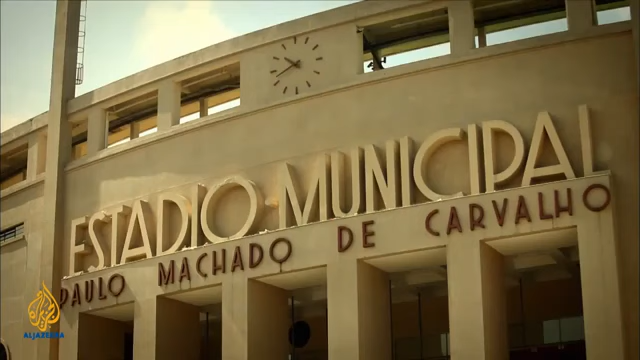 ESTADIO MUNICIPAL
PAULO MACHADO DE CARVALHO
ALJAZEERA